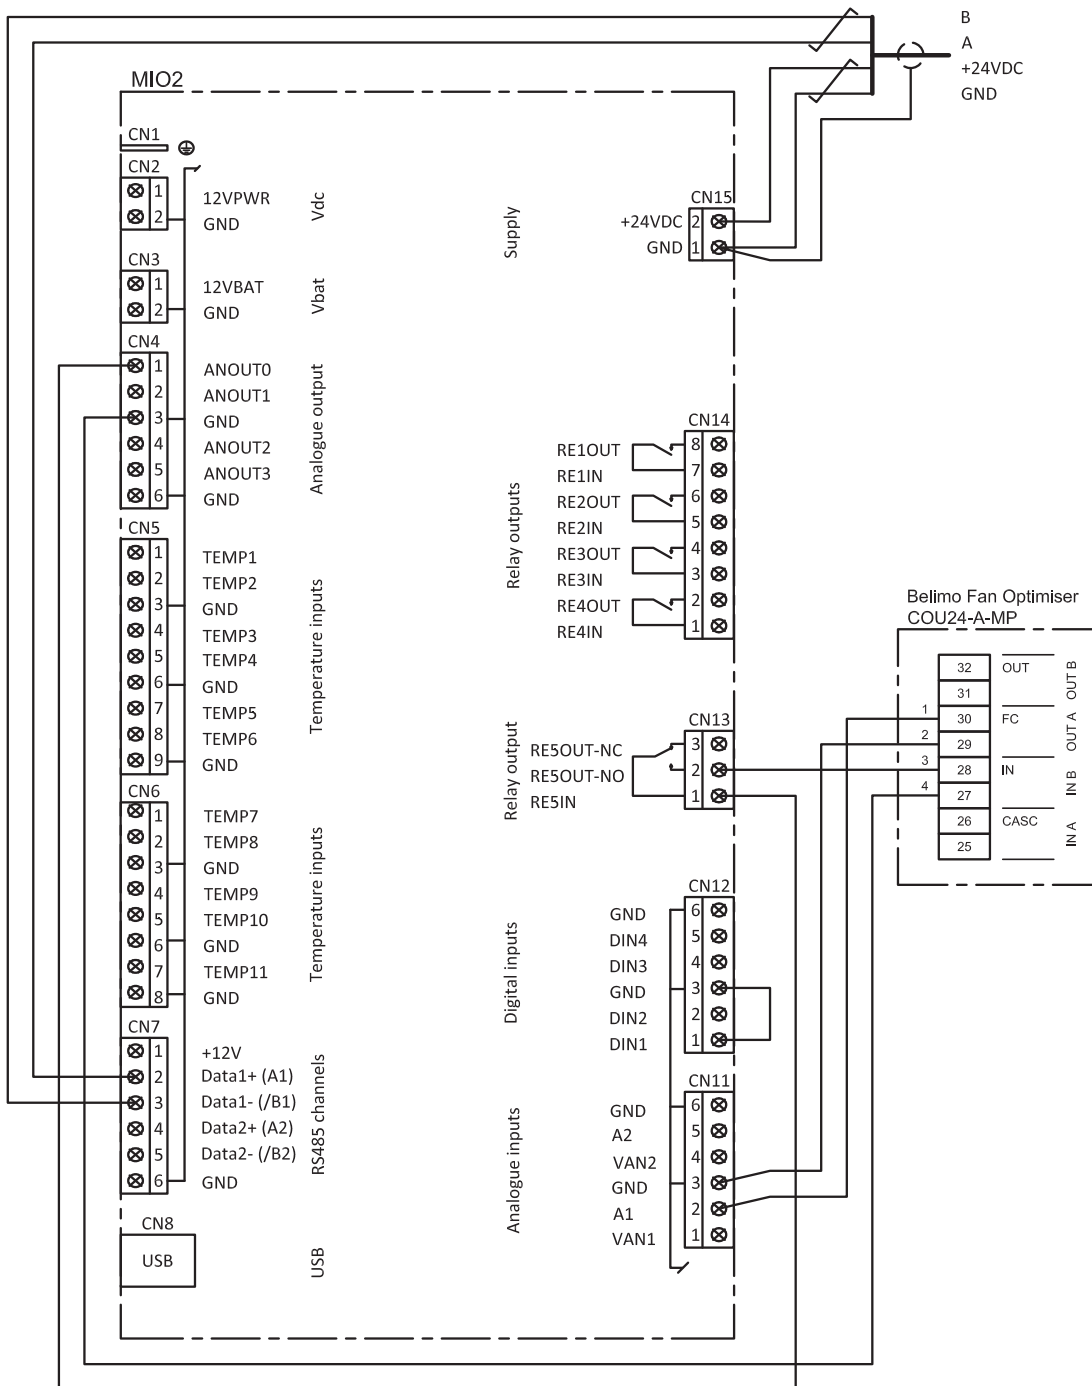 B
A
+24VDC
GND
MIO2
CN1
CN2
1 12VPWR
2 GND
Vdc
CN3
1 12VBAT
2 GND
Vbat
CN4
1 ANOUT0
2 ANOUT1
3 GND
4 ANOUT2
5 ANOUT3
6 GND
Analogue output
CN5
1 TEMP1
2 TEMP2
3 GND
4 TEMP3
5 TEMP4
6 GND
7 TEMP5
8 TEMP6
9 GND
Temperature inputs
CN6
1 TEMP7
2 TEMP8
3 GND
4 TEMP9
5 TEMP10
6 GND
7 TEMP11
8 GND
Temperature inputs
CN7
1 +12V
2 Data1+ (A1)
3 Data1- (/B1)
4 Data2+ (A2)
5 Data2- (/B2)
6 GND
RS485 channels
CN8
USB
USB
Supply
CN15
+24VDC 2
GND 1
CN14
RE1OUT 8
RE1IN 7
RE2OUT 6
RE2IN 5
RE3OUT 4
RE3IN 3
RE4OUT 2
RE4IN 1
Relay outputs
CN13
RE5OUT-NC 3
RE5OUT-NO 2
RE5IN 1
Relay output
CN12
GND 6
DIN4 5
DIN3 4
GND 3
DIN2 2
DIN1 1
Digital inputs
CN11
GND 6
A2 5
VAN2 4
GND 3
A1 2
VAN1 1
Analogue inputs
Belimo Fan Optimiser
COU24-A-MP
32 OUT
31
OUT B
1 30 FC
2 29
OUT A
3 28 IN
4 27
IN B
26 CASC
25
IN A